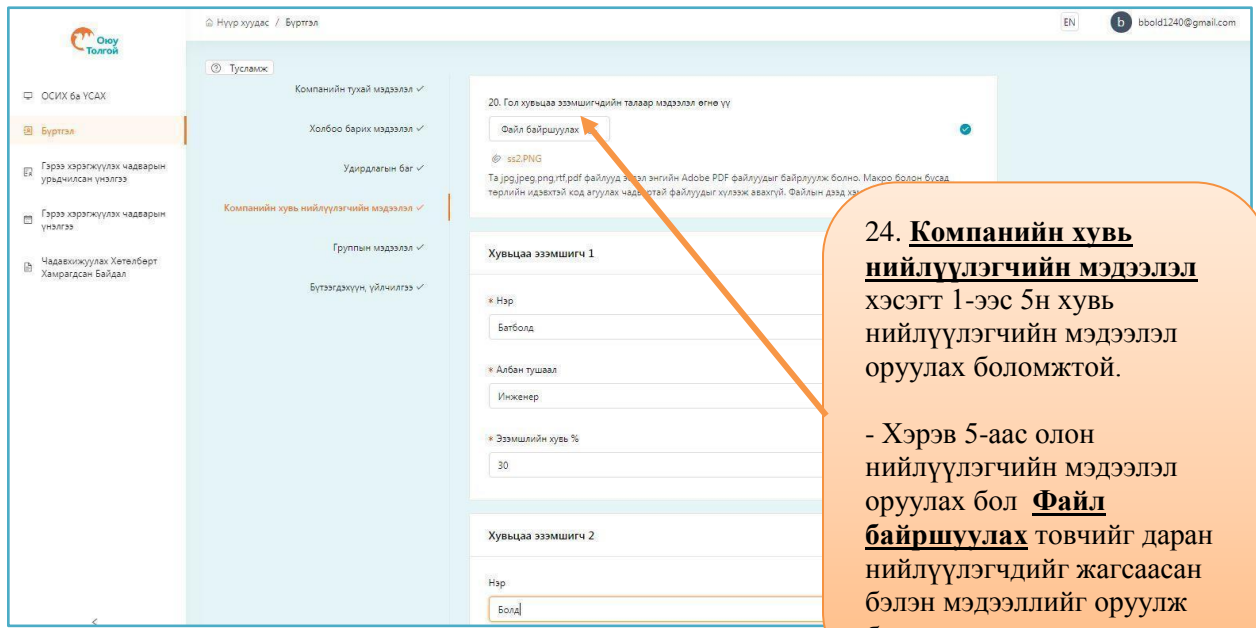 Оюу
Толгой
Нүүр хуудас / Бүртгэл
EN
b
bbold1240@gmail.com
Тусламж
ОСИХ ба YСАХ
Бүртгэл
Гэрээ хэрэгжүүлэх чадварын
урьдчилсан үнэлгээ
Гэрээ хэрэгжүүлэх чадварын
үнэлгээ
Чадавхижуулах Хөтөлбөрт
Хамрагдсан Байдал
<
Компанийн тухай мэдээлэл
Холбоо барих мэдээлэл
Удирдлагын баг
Компанийн хувь нийлүүлэгчийн мэдээлэл
Группын мэдээлэл
Бүтээгдэхүүн, үйлчилгээ
20. Гол хувьцаа эзэмшигчдийн талаар мэдээлэл өгнө үү
Файл байршуулах
ss2.PNG
Та jpg,jpeg,png,rtf,pdf файлууд эсвэл энгийн Adobe PDF файлуудыг байрлуулж болно. Макро болон бусад
төрлийн идэвхтэй код агуулах чадвартай файлуудыг хүлээж авахгүй. Файлын дээд
Хувьцаа эзэмшигч 1
* Нэр
Батболд
* Албан тушаал
Инженер
* Эзэмшлийн хувь %
30
Хувьцаа эзэмшигч 2
Нэр
Болд
24. Компанийн хувь
нийлүүлэгчийн мэдээлэл
хэсэгт 1-ээс 5н хувь
нийлүүлэгчийн мэдээлэл
оруулах боломжтой.
- Хэрэв 5-аас олон
нийлүүлэгчийн мэдээлэл
оруулах бол Файл
байршуулах товчийг даран
нийлүүлэгчдийг жагсаасан
бэлэн мэдээллийг оруулж